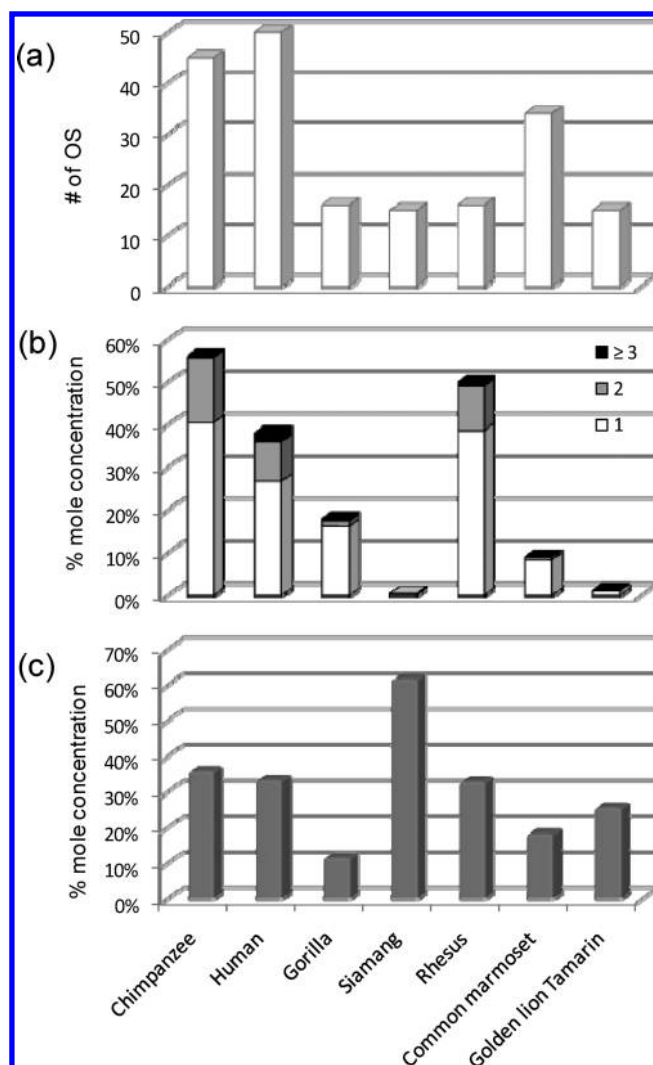 (a)
# of OS
50
40
30
20
10
0
(b)
% mole concentration
60%
50%
40%
30%
20%
10%
0%
≥ 3
2
1
(c)
% mole concentration
70%
60%
50%
40%
30%
20%
10%
0%
Chimpanzee
Human
Gorilla
Siamang
Rhesus
Common marmoset
Golden lion Tamarin